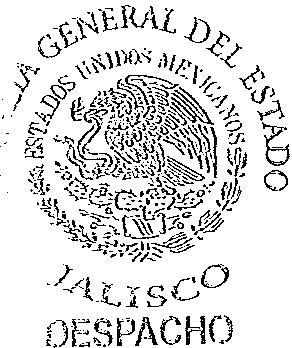 GENERAL DEL ESTADO
ESTADOS UNIDOS MEXICANOS
JALISCO
DESPACHO